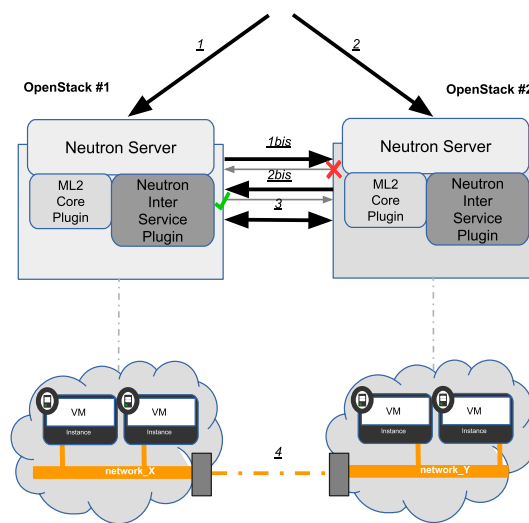 1
2
OpenStack #1
OpenStack #2
Neutron Server
Neutron Server
1bis
2bis
3
ML2
Core
Plugin
Neutron
Inter
Service
Plugin
ML2
Core
Plugin
Neutron
Inter
Service
Plugin
VM
Instance
VM
Instance
network_X
4
VM
Instance
VM
Instance
network_Y